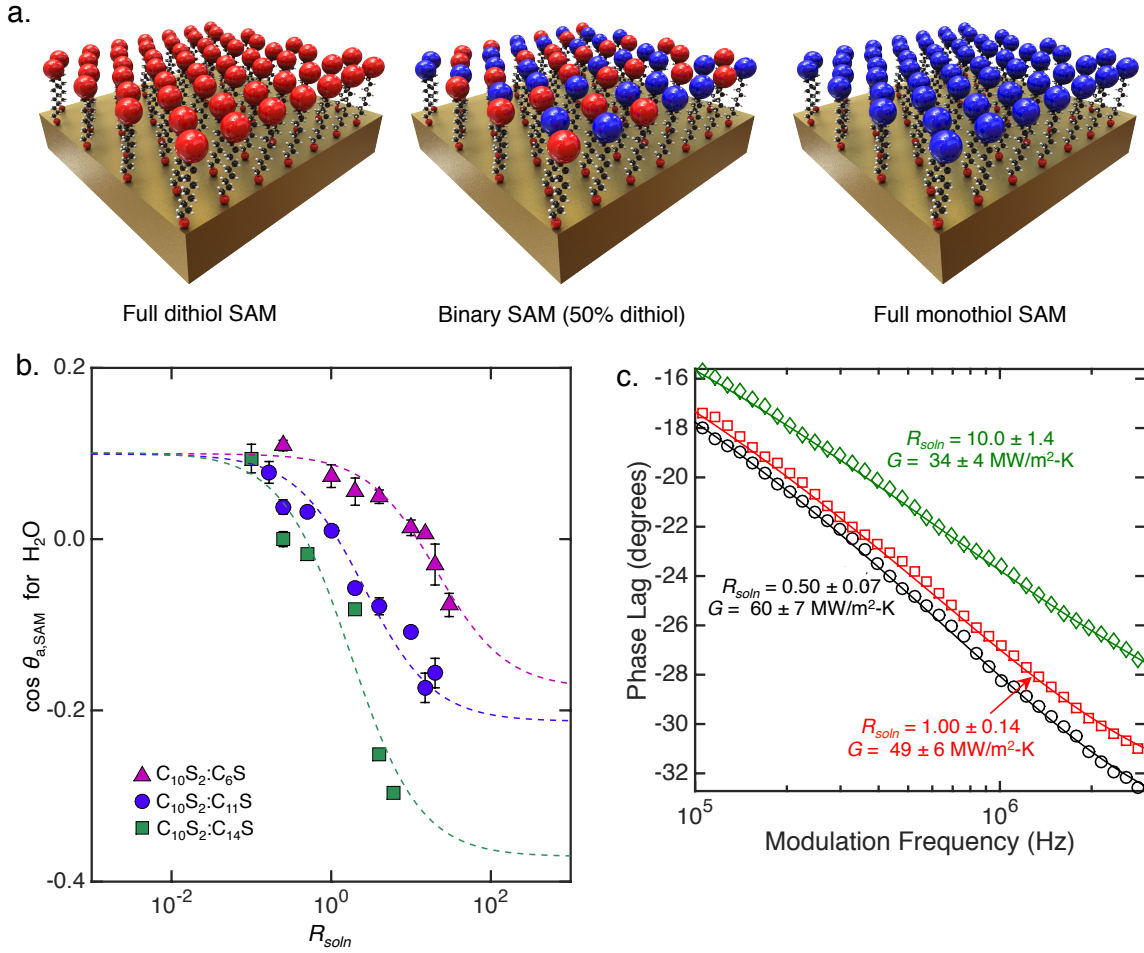 a.
Full dithiol SAM
Binary SAM (50% dithiol)
Full monothiol SAM
b.
0.2
0.0
-0.2
-0.4
cos θa,SAM for H2O
C10S2:C6S
C10S2:C11S
C10S2:C14S
10-2
100
102
Rsoln
c.
-16
-18
-20
-22
-24
-26
-28
-30
-32
Phase Lag (degrees)
Rsoln = 10.0 ± 1.4
G = 34 ± 4 MW/m2-K
Rsoln = 0.50 ± 0.07
G = 60 ± 7 MW/m2-K
Rsoln = 1.00 ± 0.14
G = 49 ± 6 MW/m2-K
105
106
Modulation Frequency (Hz)